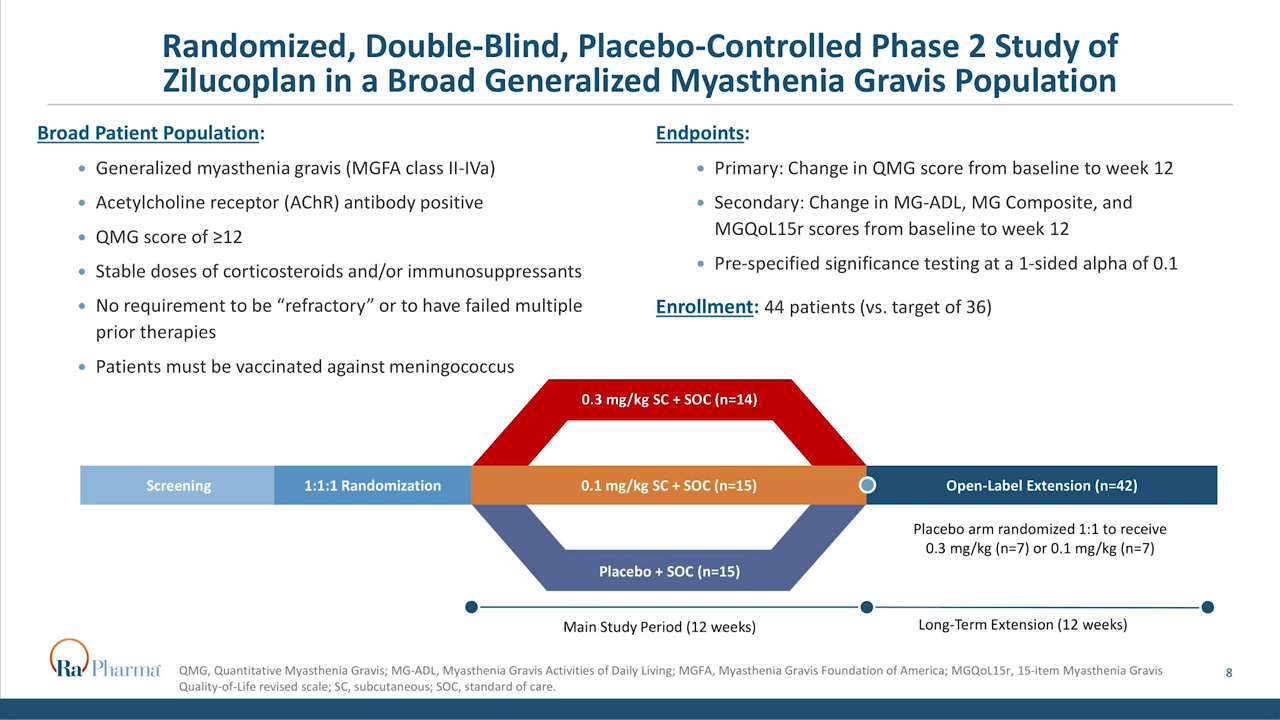 Randomized, Double-Blind, Placebo-Controlled Phase 2 Study of
Zilucoplan in a Broad Generalized Myasthenia Gravis Population
Broad Patient Population:
• Generalized myasthenia gravis (MGFA class II-IVa)
• Acetylcholine receptor (AChR) antibody positive
• QMG score of ≥12
• Stable doses of corticosteroids and/or immunosuppressants
• No requirement to be “refractory” or to have failed multiple
prior therapies
• Patients must be vaccinated against meningococcus
Endpoints:
• Primary: Change in QMG score from baseline to week 12
• Secondary: Change in MG-ADL, MG Composite, and
MGQoL15r scores from baseline to week 12
• Pre-specified significance testing at a 1-sided alpha of 0.1
Enrollment: 44 patients (vs. target of 36)
0.3 mg/kg SC + SOC (n=14)
Screening
1:1:1 Randomization
0.1 mg/kg SC + SOC (n=15)
Open-Label Extension (n=42)
Placebo arm randomized 1:1 to receive
0.3 mg/kg (n=7) or 0.1 mg/kg (n=7)
Placebo + SOC (n=15)
Main Study Period (12 weeks)
Long-Term Extension (12 weeks)
Ra Pharma
QMG, Quantitative Myasthenia Gravis; MG-ADL, Myasthenia Gravis Activities of Daily Living; MGFA, Myasthenia Gravis Foundation of America; MGQoL15r, 15-item Myasthenia Gravis
Quality-of-Life revised scale; SC, subcutaneous; SOC, standard of care.
8